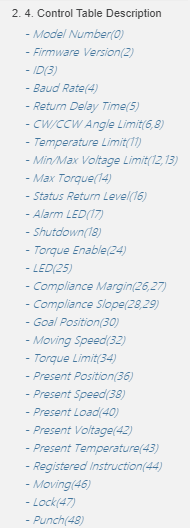 2. 4. Control Table Description
- Model Number(0)
- Firmware Version(2)
- ID(3)
- Baud Rate(4)
- Return Delay Time(5)
- CW/CCW Angle Limit(6,8)
- Temperature Limit(11)
- Min/Max Voltage Limit(12,13)
- Max Torque(14)
- Status Return Level(16)
- Alarm LED(17)
- Shutdown(18)
- Torque Enable(24)
- LED(25)
- Compliance Margin(26,27)
- Compliance Slope(28,29)
- Goal Position(30)
- Moving Speed(32)
- Torque Limit(34)
- Present Position(36)
- Present Speed(38)
- Present Load(40)
- Present Voltage(42)
- Present Temperature(43)
- Registered Instruction(44)
- Moving(46)
- Lock(47)
- Punch(48)